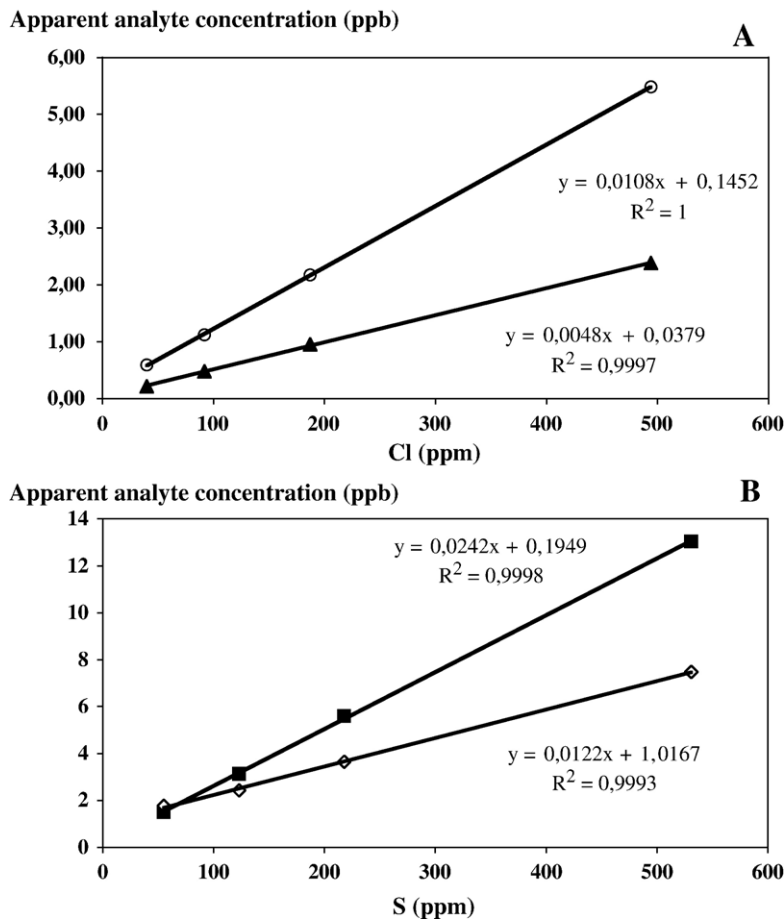 Apparent analyte concentration (ppb)
A
6,00
5,00
4,00
3,00
2,00
1,00
0,00
y = 0,0108x + 0,1452
R² = 1
y = 0,0048x + 0,0379
R² = 0,9997
0 100 200 300 400 500 600
Cl (ppm)
Apparent analyte concentration (ppb)
B
14
12
10
8
6
4
2
0
y = 0,0242x + 0,1949
R² = 0,9998
y = 0,0122x + 1,0167
R² = 0,9993
0 100 200 300 400 500 600
S (ppm)